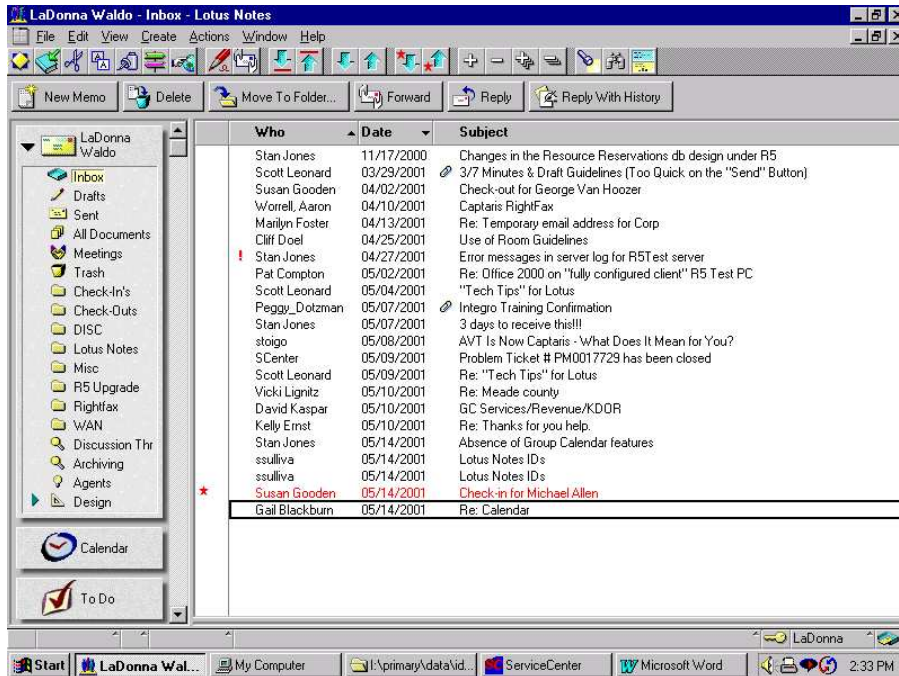 LaDonna Waldo - Inbox - Lotus Notes
File Edit View Create Actions Window Help
New Memo Delete Move To Folder... Forward Reply Reply With History
LaDonna Waldo
Inbox
Drafts
Sent
All Documents
Meetings
Trash
Check-In's
Check-Outs
DISC
Lotus Notes
Misc
R5 Upgrade
Rightfax
WAN
Discussion Thr
Archiving
Agents
Design
Calendar
To Do
Who Date Subject
Stan Jones 11/17/2000 Changes in the Resource Reservations db design under R5
Scott Leonard 03/29/2001 3/7 Minutes & Draft Guidelines (Too Quick on the "Send" Button)
Susan Gooden 04/02/2001 Check-out for George Van Hoozer
Worrell, Aaron 04/10/2001 Captaris RightFax
Marilyn Foster 04/13/2001 Re: Temporary email address for Corp
Cliff Doel 04/25/2001 Use of Room Guidelines
! Stan Jones 04/27/2001 Error messages in server log for R5Test server
Pat Compton 05/02/2001 Re: Office 2000 on "fully configured client" R5 Test PC
Scott Leonard 05/04/2001 "Tech Tips" for Lotus
Peggy_Dotzman 05/07/2001 Integro Training Confirmation
Stan Jones 05/07/2001 3 days to receive this!!!
stoigo 05/08/2001 AVT Is Now Captaris - What Does It Mean for You?
SCenter 05/09/2001 Problem Ticket # PM0017729 has been closed
Scott Leonard 05/09/2001 Re: "Tech Tips" for Lotus
Vicki Lignitz 05/10/2001 Re: Meade county
David Kaspar 05/10/2001 GC Services/Revenue/KDOR
Kelly Ernst 05/10/2001 Re: Thanks for you help.
Stan Jones 05/14/2001 Absence of Group Calendar features
ssulliva 05/14/2001 Lotus Notes IDs
ssulliva 05/14/2001 Lotus Notes IDs
Susan Gooden 05/14/2001 Check-in for Michael Allen
Gail Blackburn 05/14/2001 Re: Calendar
LaDonna
Start LaDonna Wal... My Computer I:\primary\data\id... ServiceCenter Microsoft Word 2:33 PM